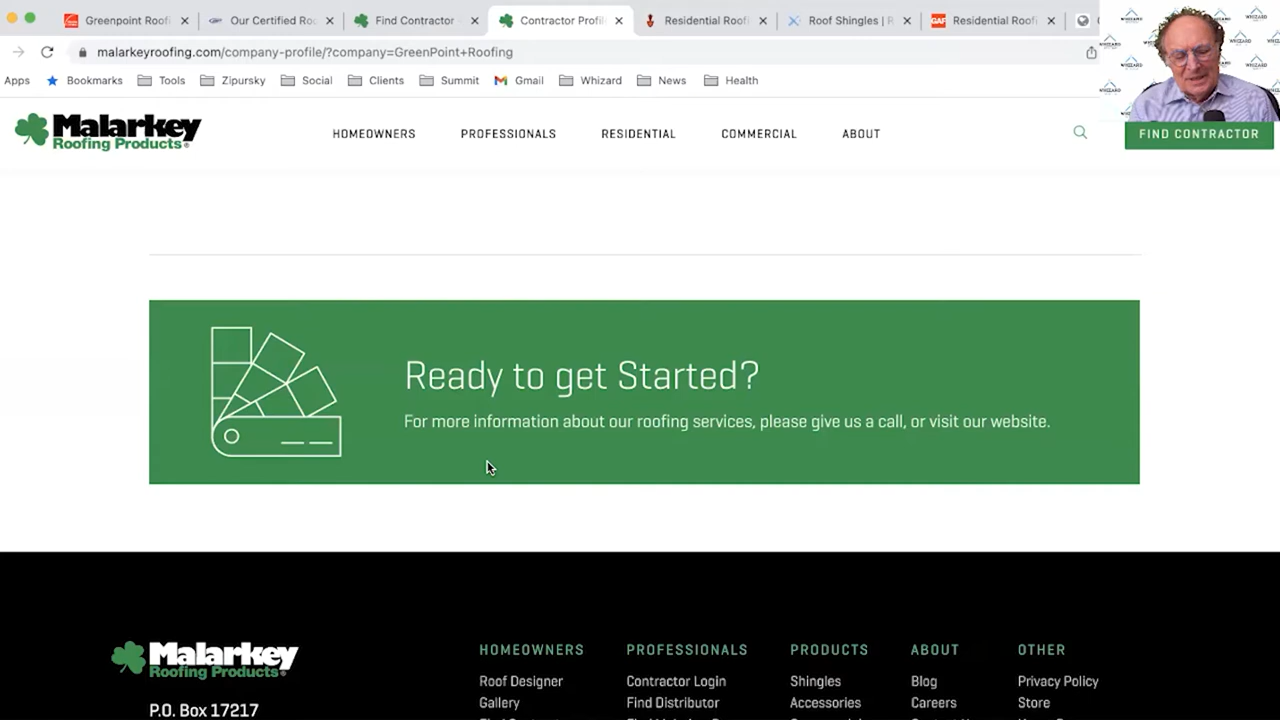 Greenpoint Roofi
Our Certified Ro
Find Contractor
Contractor Profil
Residential Roofi
Roof Shingles | R
GAF
Residential Roofi
malarkeyroofing.com/company-profile/?company=GreenPoint+Roofing
Apps
Bookmarks
Tools
Zipursky
Social
Clients
Summit
Gmail
Whizard
News
Health
WHIZARD
Malarkey
Roofing Products®
HOMEOWNERS
PROFESSIONALS
RESIDENTIAL
COMMERCIAL
ABOUT
FIND CONTRACTOR
Ready to get Started?
For more information about our roofing services, please give us a call, or visit our website.
Malarkey
Roofing Products®
P.O. Box 17217
HOMEOWNERS
Roof Designer
Gallery
PROFESSIONALS
Contractor Login
Find Distributor
PRODUCTS
Shingles
Accessories
ABOUT
Blog
Careers
OTHER
Privacy Policy
Store